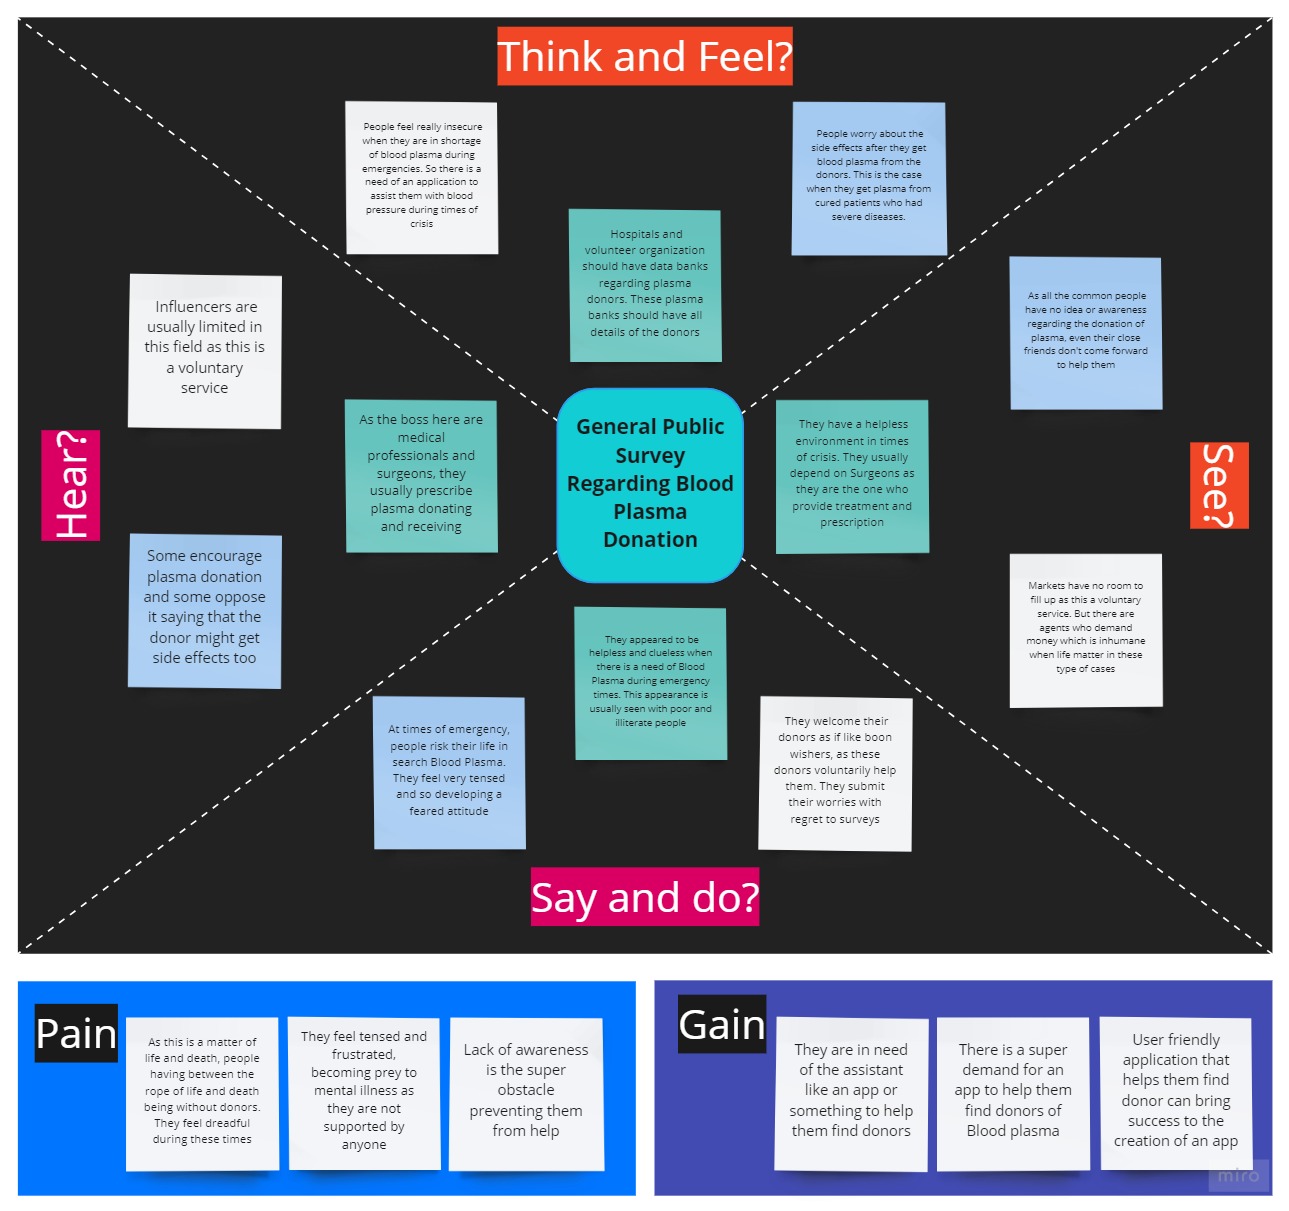 Think and Feel?
People feel really insecure
when they are in shortage
of blood plasma during
emergencies. So there is a
need of an application to
assist them with blood
pressure during times of
crisis
People worry about the
side effects after they get
blood plasma from the
donors. This is the case
when they get plasma from
cured patients who had
severe diseases.
Hospitals and
volunteer organization
should have data banks
regarding plasma
donors. These plasma
banks should have all
details of the donors
Hear?
Influencers are
usually limited in
this field as this is
a voluntary
service
As the boss here are
medical
professionals and
surgeons, they
usually prescribe
plasma donating
and receiving
Some encourage
plasma donation
and some oppose
it saying that the
donor might get
side effects too
General Public
Survey
Regarding Blood
Plasma
Donation
See?
As all the common people
have no idea or awareness
regarding the donation of
plasma, even their close
friends don't come forward
to help them
They have a helpless
environment in times
of crisis. They usually
depend on Surgeons as
they are the one who
provide treatment and
prescription
Markets have no room to
fill up as this a voluntary
service. But there are
agents who demand
money which is inhumane
when life matter in these
type of cases
They appeared to be
helpless and clueless when
there is a need of Blood
Plasma during emergency
times. This appearance is
usually seen with poor and
illiterate people
At times of emergency,
people risk their life in
search Blood Plasma.
They feel very tensed
and so developing a
feared attitude
They welcome their
donors as if like boon
wishers, as these
donors voluntarily help
them. They submit
their worries with
regret to surveys
Say and do?
Pain
As this is a matter of
life and death, people
having between the
rope of life and death
being without donors.
They feel dreadful
during these times
They feel tensed and
frustrated,
becoming prey to
mental illness as
they are not
supported by
anyone
Lack of awareness
is the super
obstacle
preventing them
from help
Gain
They are in need
of the assistant
like an app or
something to help
them find donors
There is a super
demand for an
app to help them
find donors of
Blood plasma
User friendly
application that
helps them find
donor can bring
success to the
creation of an app
miro